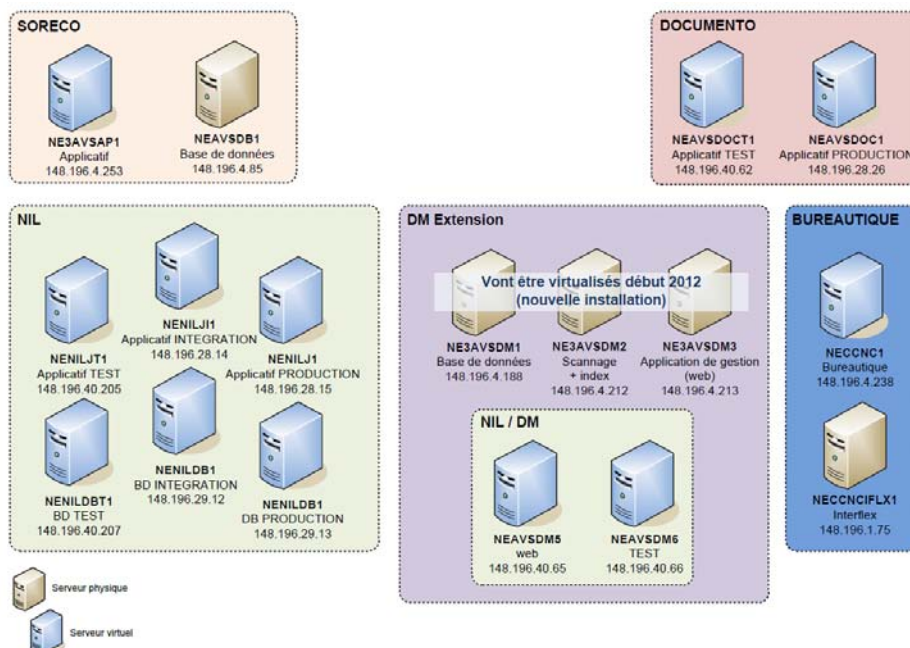 SORECO
NE3AVSAP1
Applicatif
148.196.4.253
NEAVSDB1
Base de données
148.196.4.85
DOCUMENTO
NEAVSDOCT1
Applicatif TEST
148.196.40.62
NEAVSDOC1
Applicatif PRODUCTION
148.196.28.26
NIL
NENILJT1
Applicatif TEST
148.196.40.205
NENILJI1
Applicatif INTEGRATION
148.196.28.14
NENILJ1
Applicatif PRODUCTION
148.196.28.15
NENILDBT1
BD TEST
148.196.40.207
NENILDB1
BD INTEGRATION
148.196.29.12
NENILDB1
DB PRODUCTION
148.196.29.13
DM Extension
Vont être virtualisés début 2012
(nouvelle installation)
NE3AVSDM1
Base de données
148.196.4.188
NE3AVSDM2
Scannage
+ index
148.196.4.212
NE3AVSDM3
Application de gestion
(web)
148.196.4.213
NIL / DM
NEAVSDM5
web
148.196.40.65
NEAVSDM6
TEST
148.196.40.66
BUREAUTIQUE
NECCNC1
Bureautique
148.196.4.238
NECCNCIFLX1
Interflex
148.196.1.75
Serveur physique
Serveur virtuel